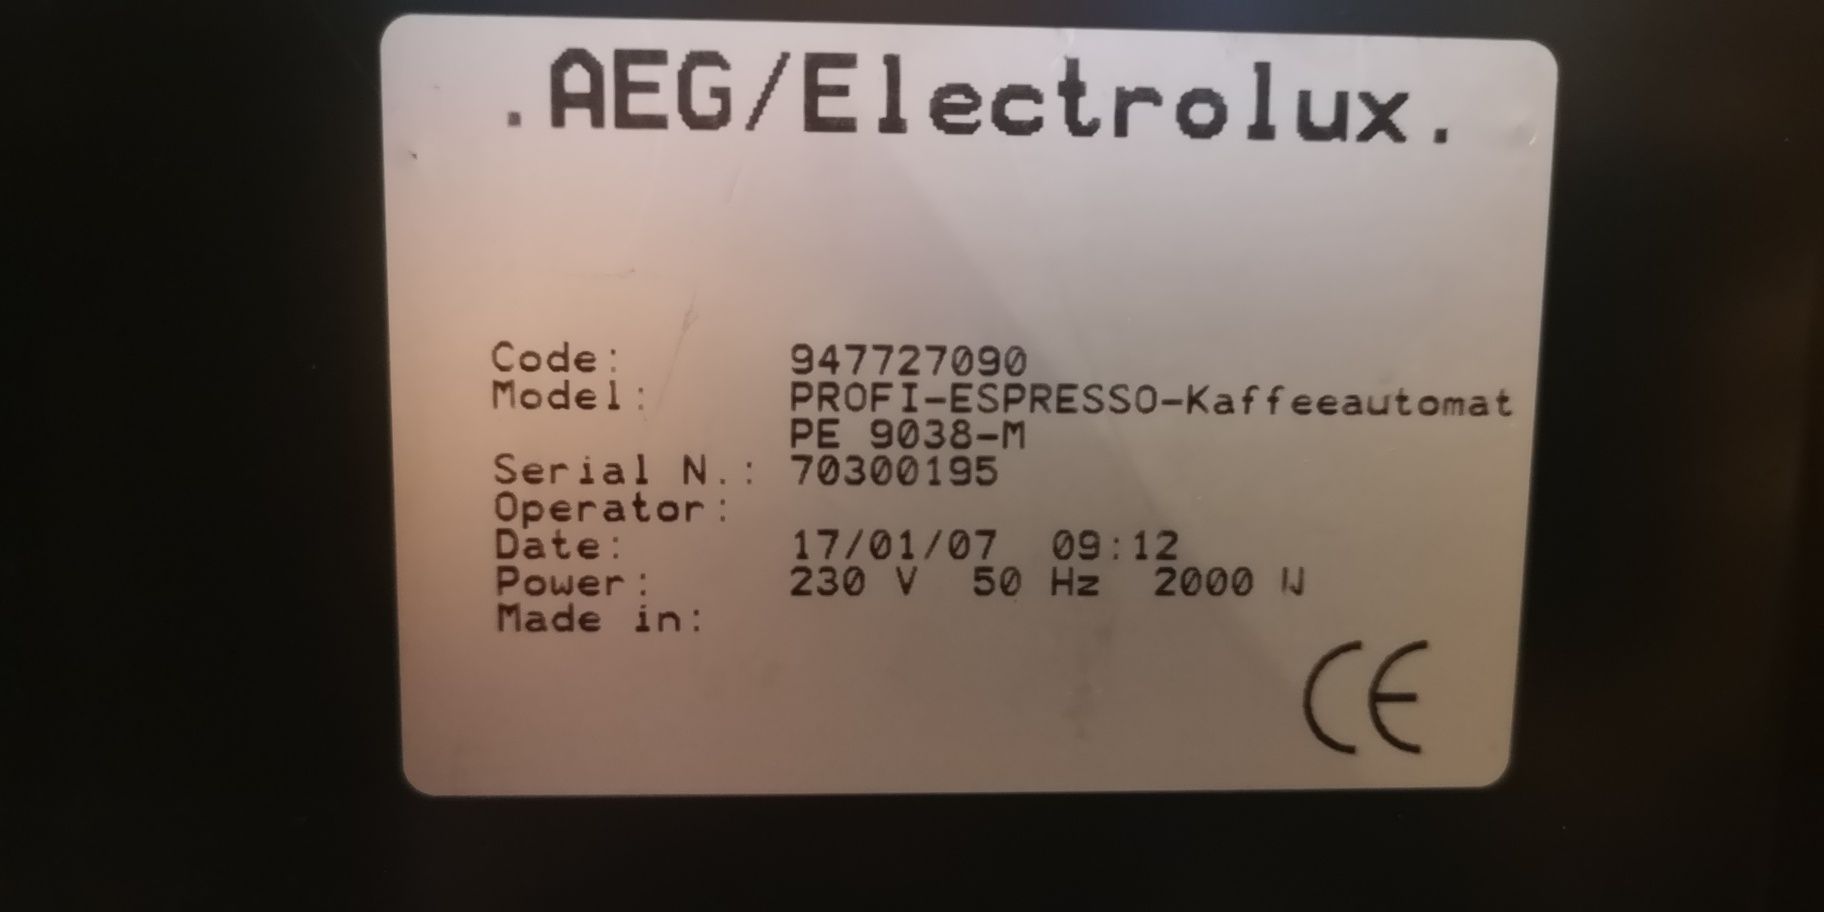 .AEG/Electrolux.
Code: 947727090
Model: PROFI-ESPRESSO-Kaffeeautomat
PE 9038-M
Serial N.: 70300195
Operator:
Date: 17/01/07 09:12
Power: 230 V 50 Hz 2000 W
Made in:
CE